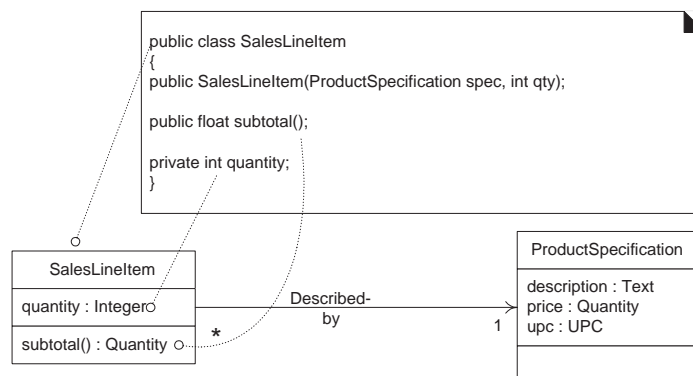 public class SalesLineItem
{
public SalesLineItem(ProductSpecification spec, int qty);
public float subtotal();
private int quantity;
}
SalesLineItem
quantity : Integer
subtotal() : Quantity
*
Described-
by
1
ProductSpecification
description : Text
price : Quantity
upc : UPC